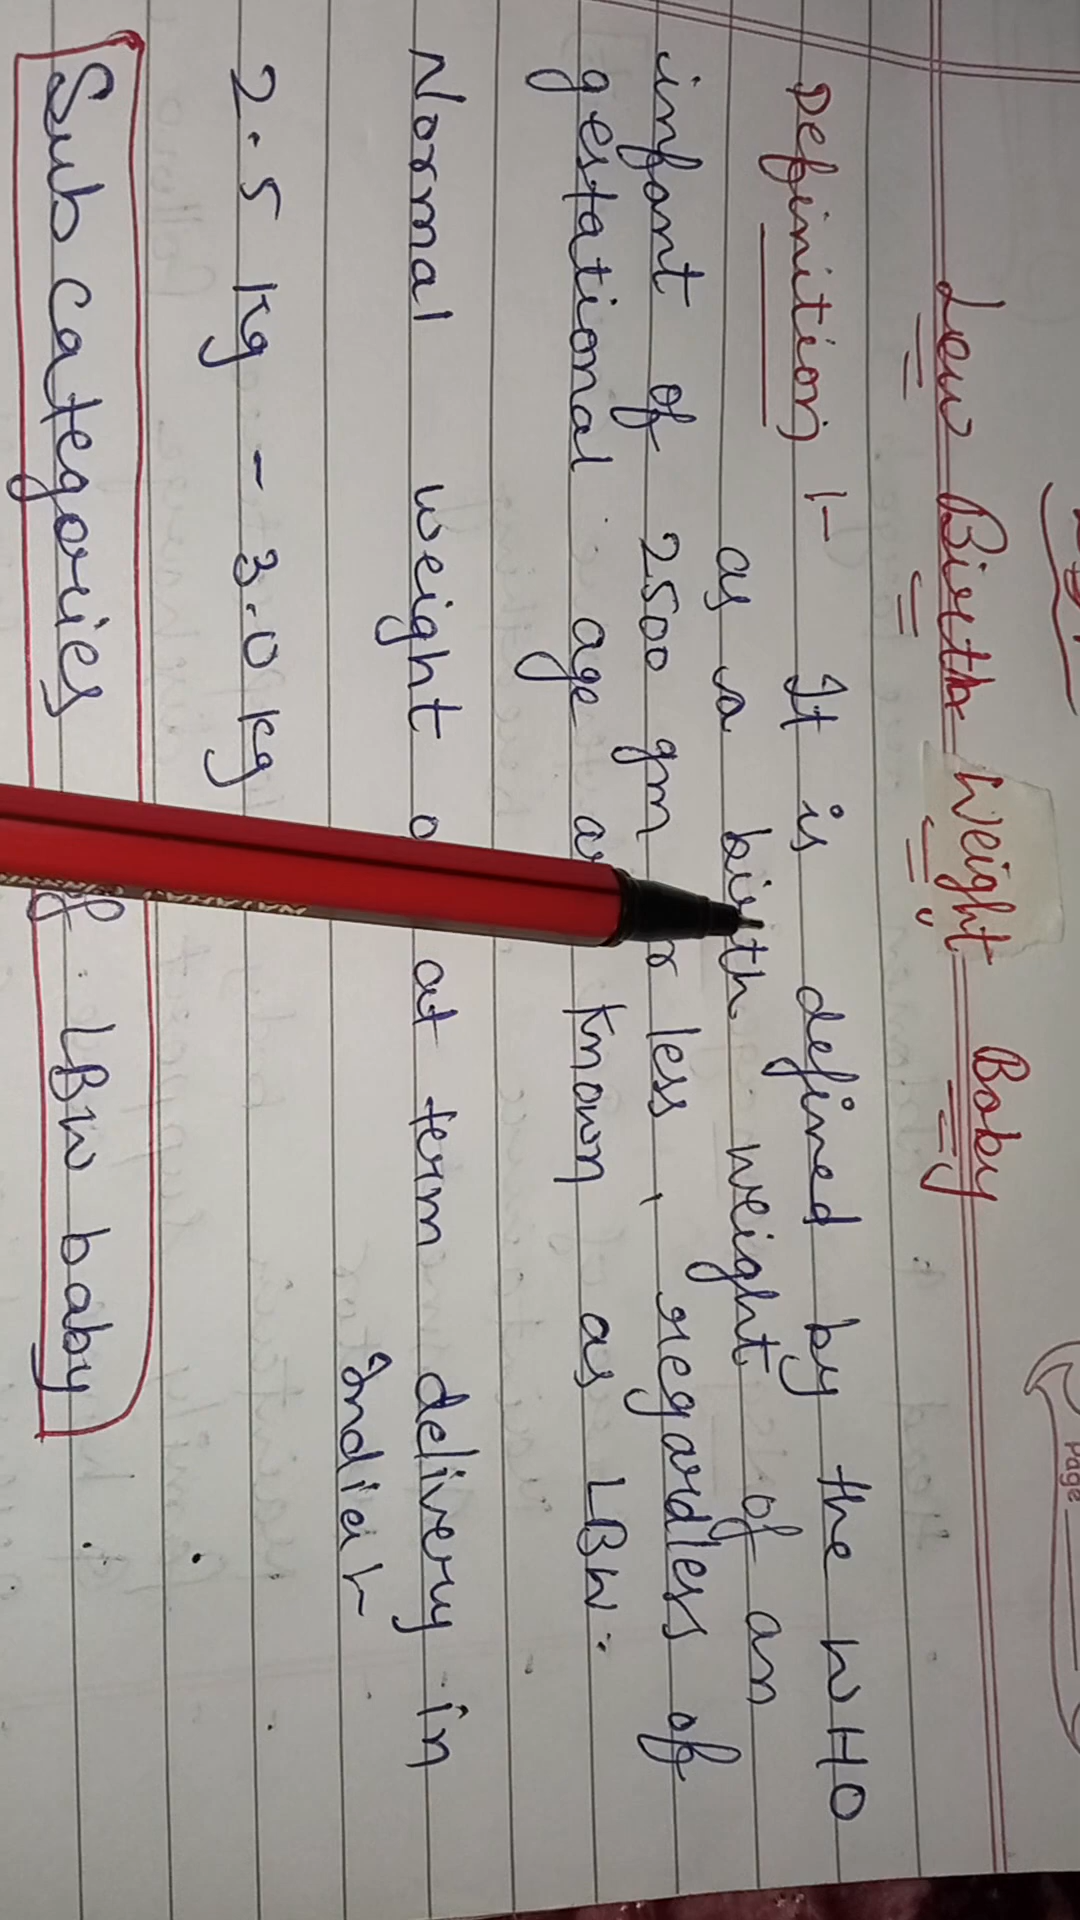 Low Birth Weight Baby
Page
Definition :- It is defined by the WHO
as a birth weight of an
infant of 2500 gm or less, regardless of
gestational age are known as LBW.
Normal weight at term delivery in
India :-
2.5 kg - 3.0 kg
Sub categories of LBW baby